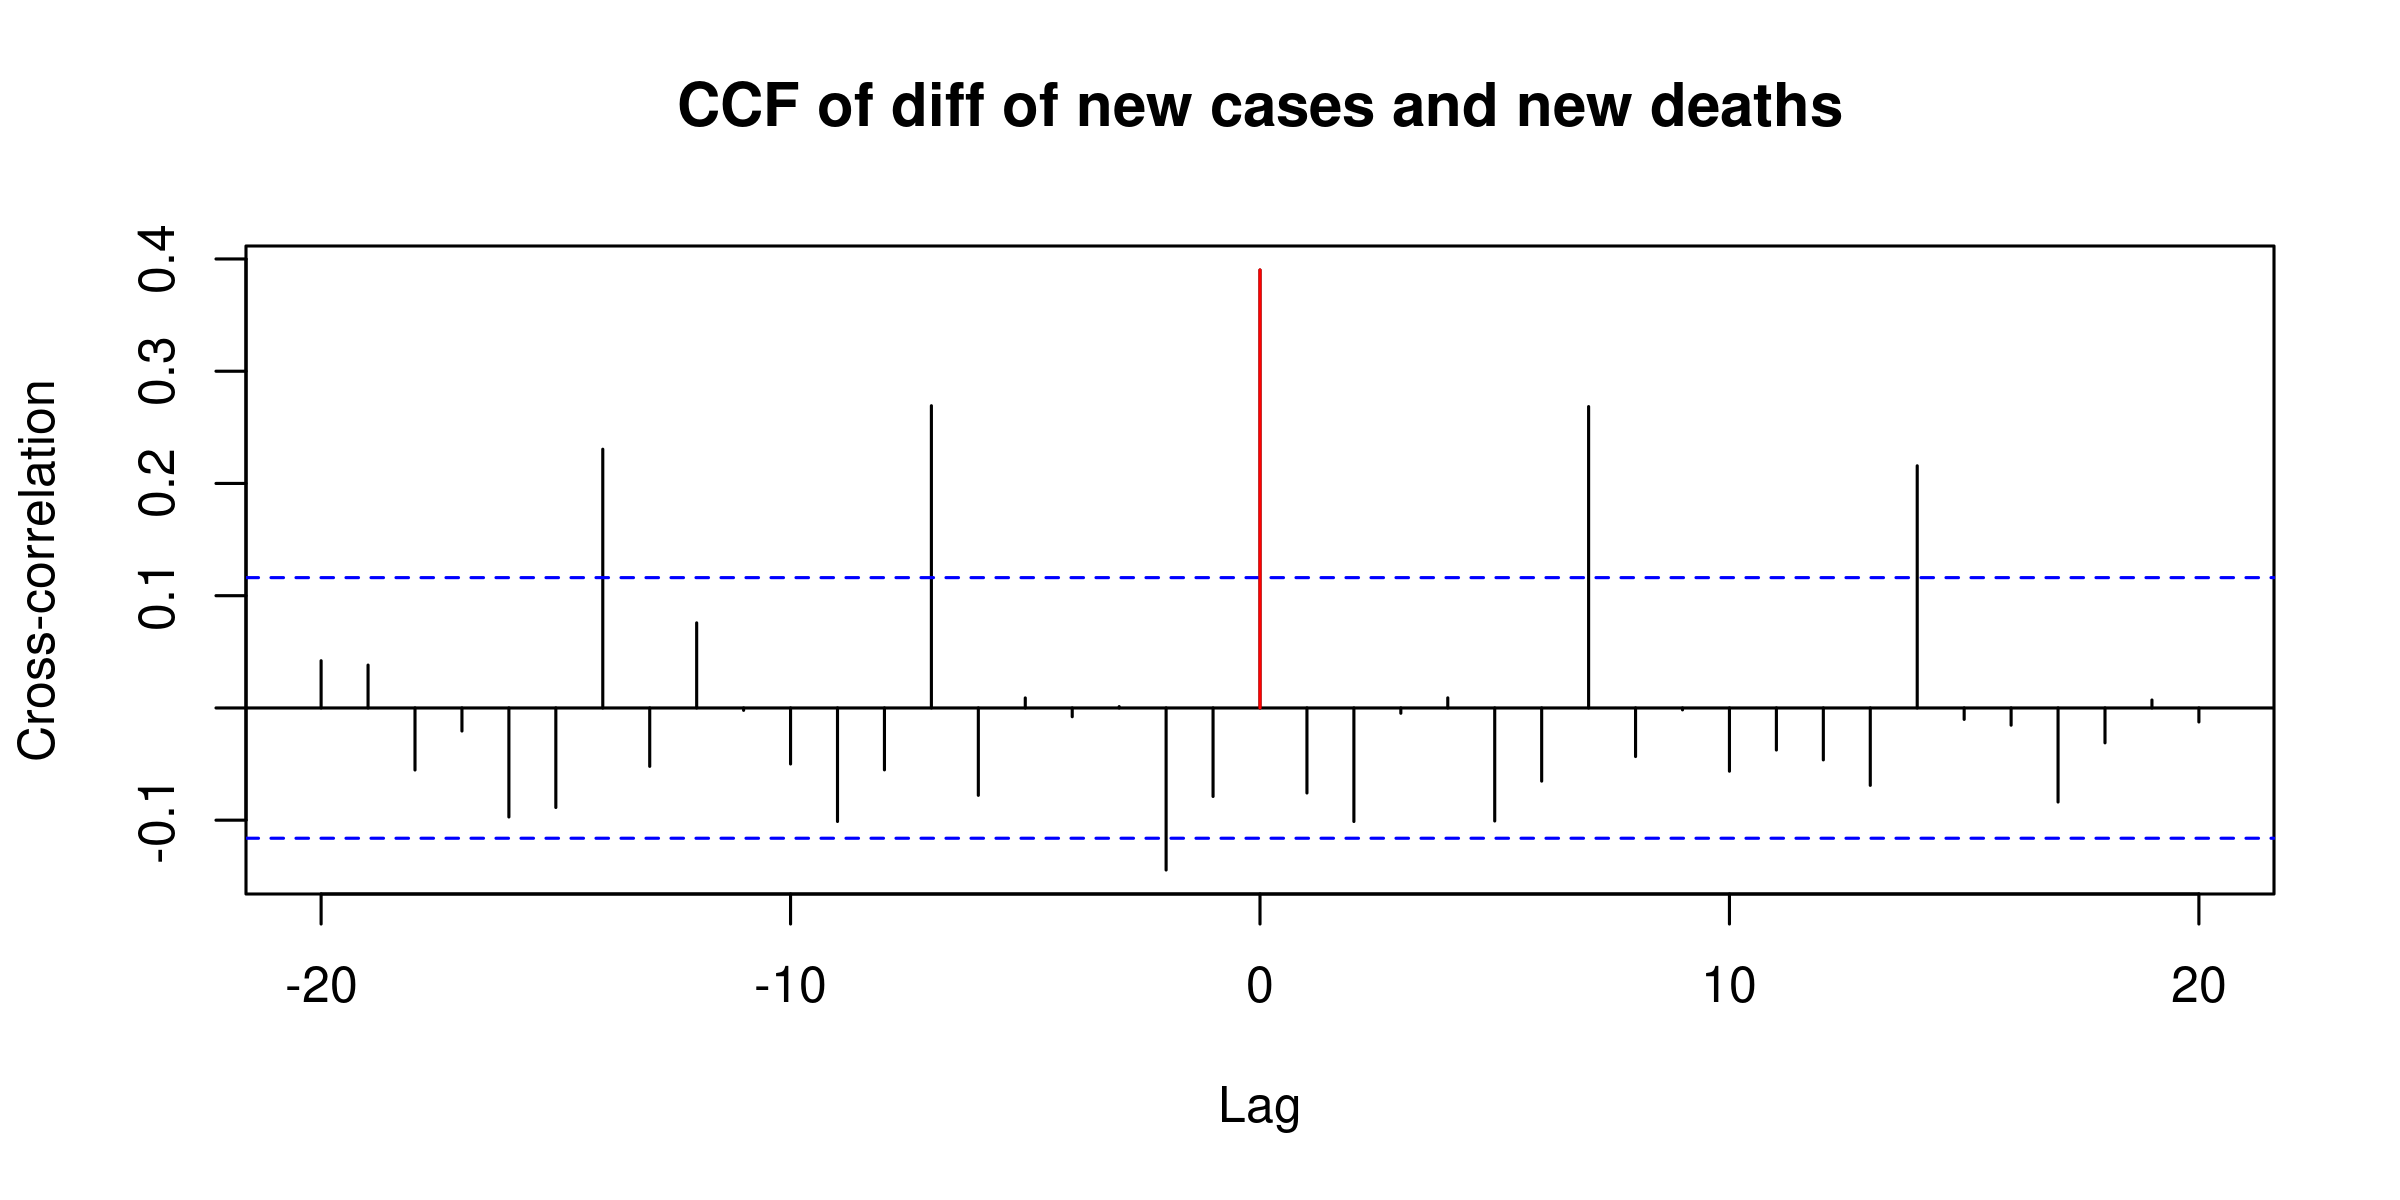 CCF of diff of new cases and new deaths
Cross-correlation
0.4
0.3
0.2
0.1
-0.1
-20 -10 0 10 20
Lag